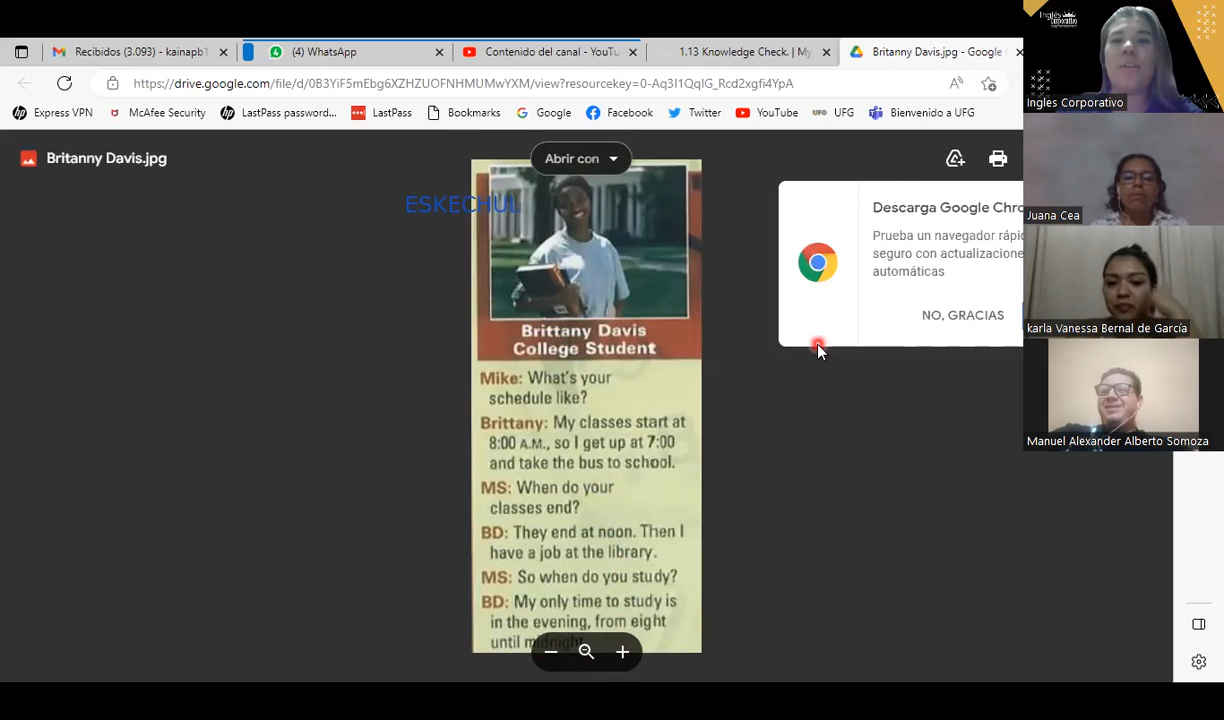 Recibidos (3.093) - kainapb1
(4) WhatsApp
Contenido del canal - YouTu
1.13 Knowledge Check. | My
Britanny Davis.jpg - Google
https://drive.google.com/file/d/0B3YiF5mEbg6XZHZUOFNHMUMwYXM/view?resourcekey=0-Aq3I1QqlG_Rcd2xgfi4YpA
Express VPN
McAfee Security
LastPass password...
LastPass
Bookmarks
Google
Facebook
Twitter
YouTube
UFG
Bienvenido a UFG
Britanny Davis.jpg
Abrir con
ESKECHUL
Descarga Google Chro
Prueba un navegador rápid
seguro con actualizacione
automáticas
NO, GRACIAS
Brittany Davis
College Student
Mike: What's your
schedule like?
Brittany: My classes start at
8:00 A.M., so I get up at 7:00
and take the bus to school.
MS: When do your
classes end?
BD: They end at noon. Then I
have a job at the library.
MS: So when do you study?
BD: My only time to study is
in the evening, from eight
until midnight.
Inglés
Corporativo
Ingles Corporativo
Juana Cea
karla Vanessa Bernal de García
Manuel Alexander Alberto Somoza